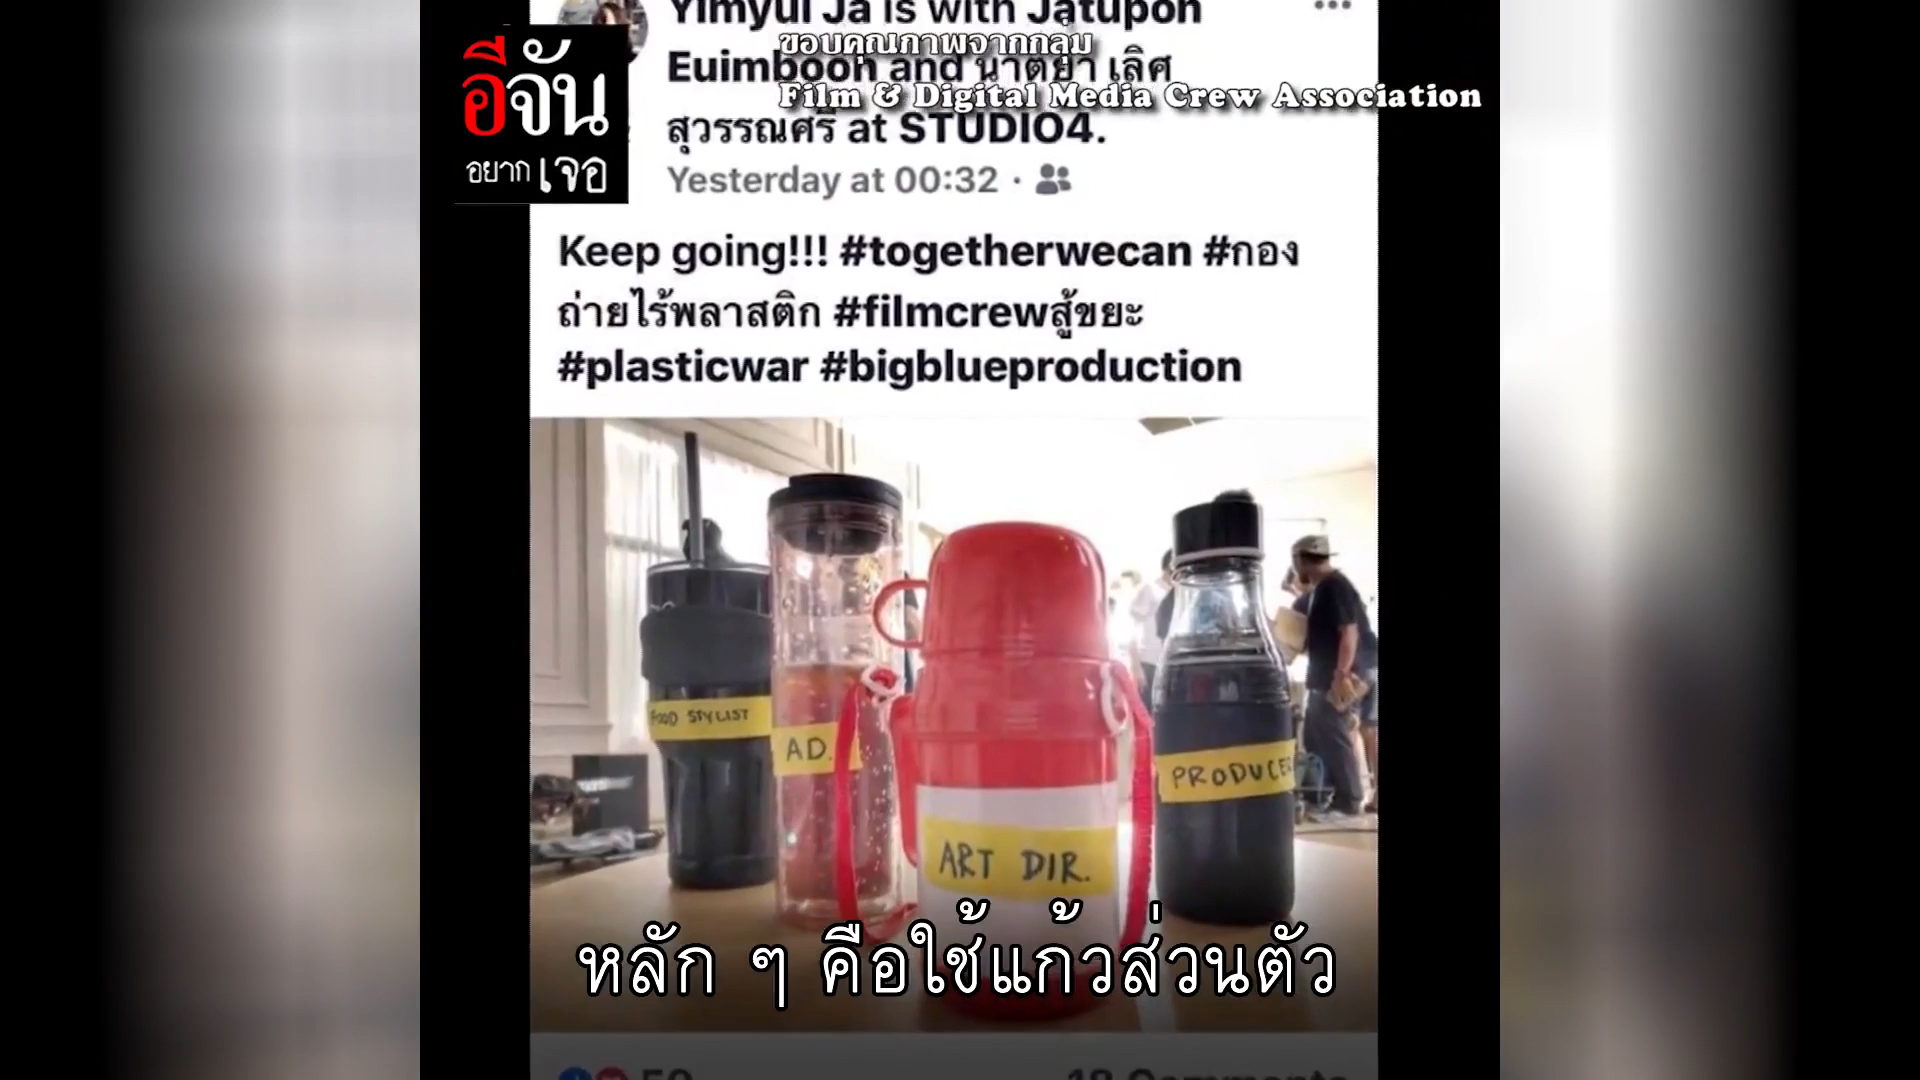 อีจัน
อยากเจอ
Yimyui Ja is with Jatupon
ขอบคุณภาพจากกลุ่ม
Euimboon and นาตยา เลิศ
Film & Digital Media Crew Association
สุวรรณศรี at STUDIO4.
Yesterday at 00:32
Keep going!!! #togetherwecan #กอง
ถ่ายไร้พลาสติก #filmcrewสู้ขยะ
#plasticwar #bigblueproduction
FOOD STYLIST
AD.
PRODUCER
ART DIR.
หลัก ๆ คือใช้แก้วส่วนตัว
59
18 Comments